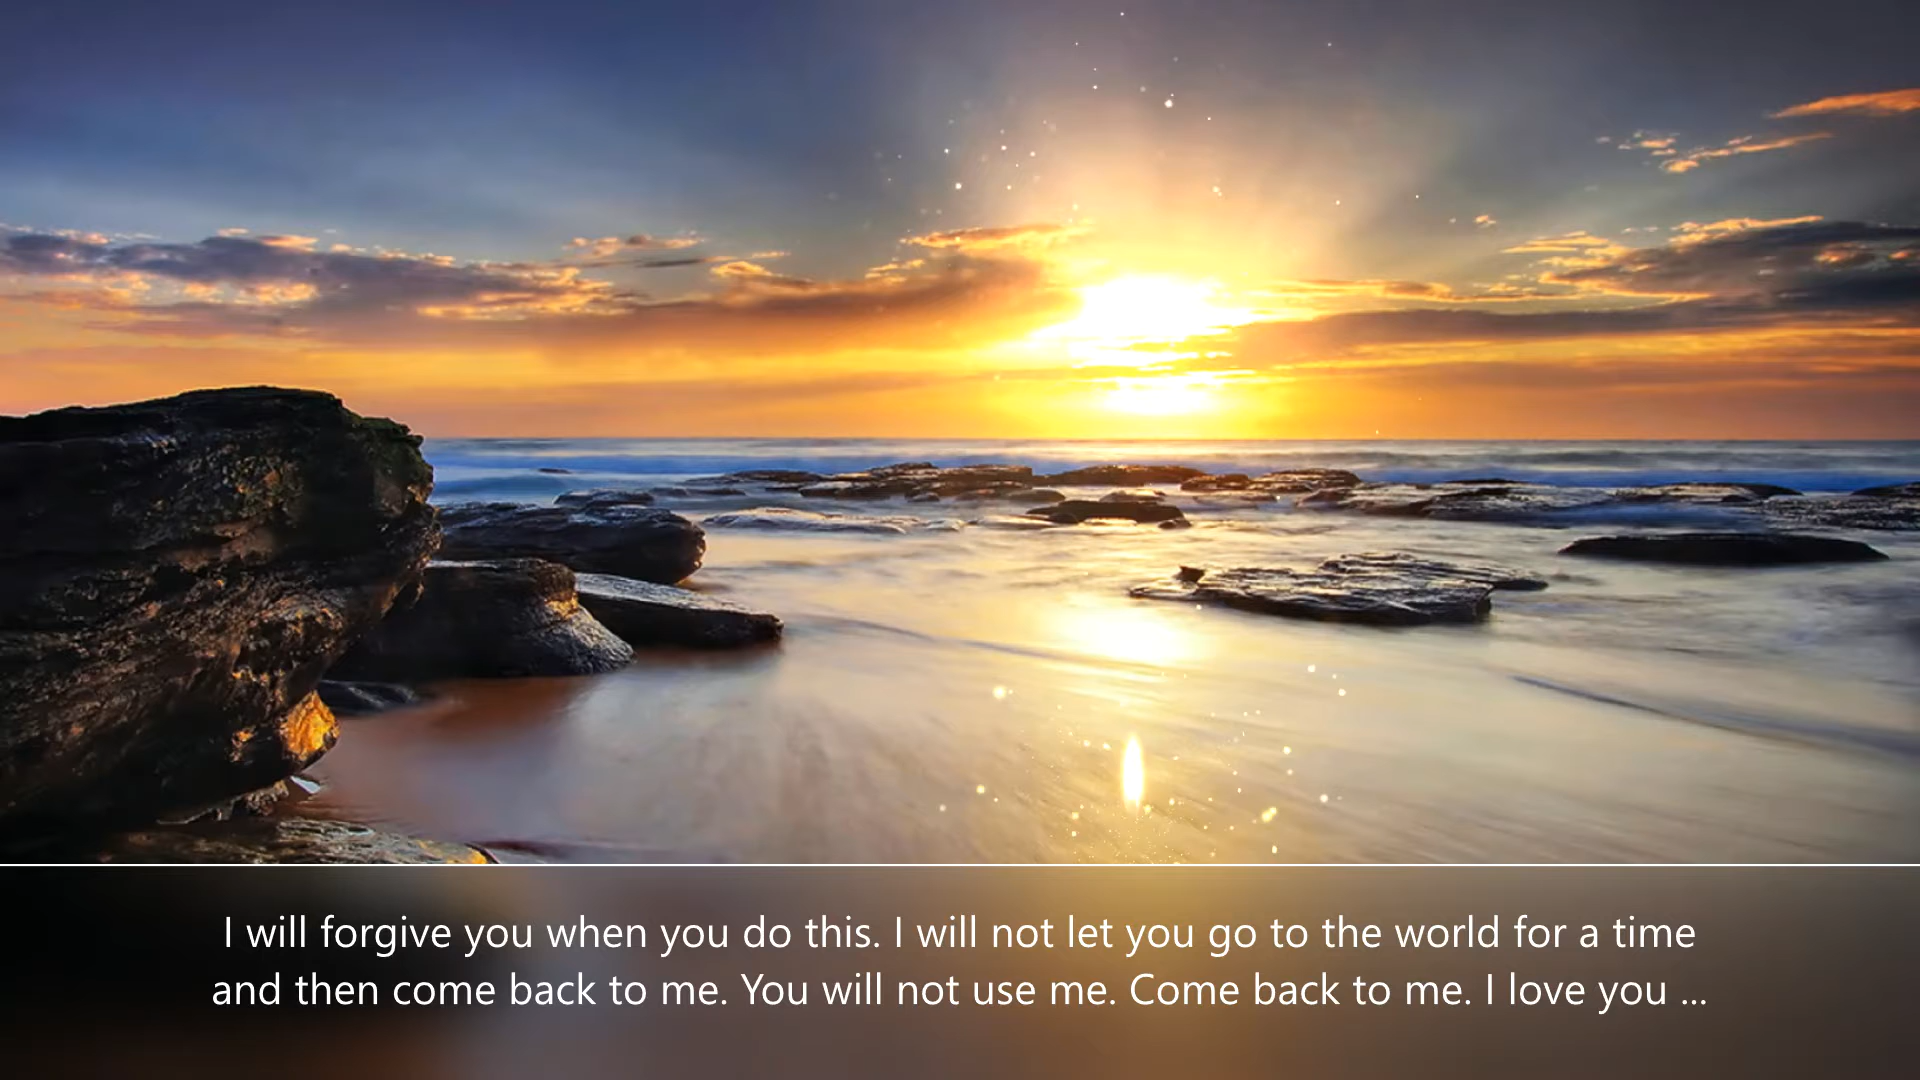 I will forgive you when you do this. I will not let you go to the world for a time
and then come back to me. You will not use me. Come back to me. I love you ...